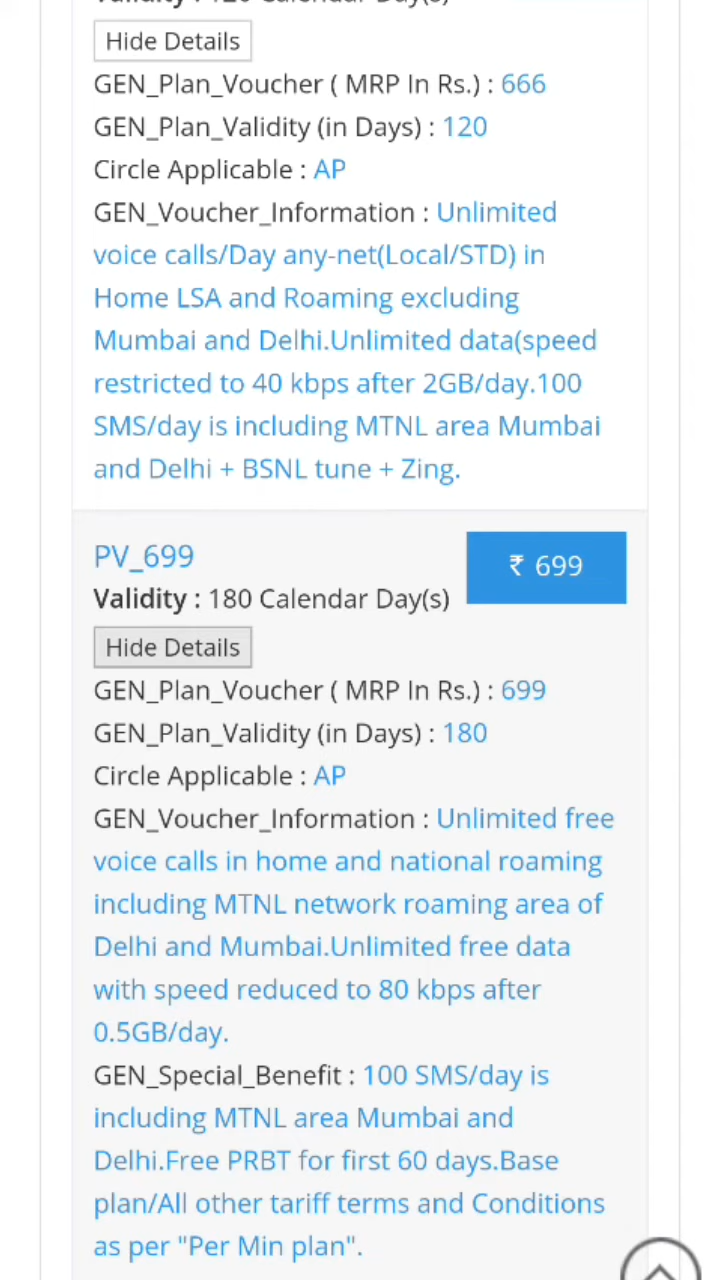 Validity : 120 Calendar Day(s)
Hide Details
GEN_Plan_Voucher ( MRP In Rs.) : 666
GEN_Plan_Validity (in Days) : 120
Circle Applicable : AP
GEN_Voucher_Information : Unlimited
voice calls/Day any-net(Local/STD) in
Home LSA and Roaming excluding
Mumbai and Delhi.Unlimited data(speed
restricted to 40 kbps after 2GB/day.100
SMS/day is including MTNL area Mumbai
and Delhi + BSNL tune + Zing.
PV_699
₹ 699
Validity : 180 Calendar Day(s)
Hide Details
GEN_Plan_Voucher ( MRP In Rs.) : 699
GEN_Plan_Validity (in Days) : 180
Circle Applicable : AP
GEN_Voucher_Information : Unlimited free
voice calls in home and national roaming
including MTNL network roaming area of
Delhi and Mumbai.Unlimited free data
with speed reduced to 80 kbps after
0.5GB/day.
GEN_Special_Benefit : 100 SMS/day is
including MTNL area Mumbai and
Delhi.Free PRBT for first 60 days.Base
plan/All other tariff terms and Conditions
as per "Per Min plan".